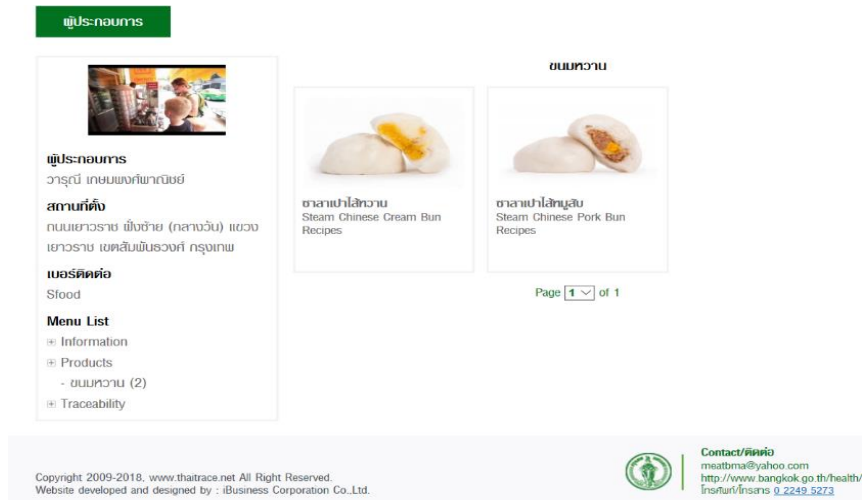 ผู้ประกอบการ
ผู้ประกอบการ
วารุณี เกษมพงศ์พาณิชย์
สถานที่ตั้ง
ถนนเยาวราช ฝั่งซ้าย (กลางวัน) แขวง
เยาวราช เขตสัมพันธวงศ์ กรุงเทพ
เบอร์ติดต่อ
Sfood
Menu List
Information
Products
- ขนมหวาน (2)
Traceability
ขนมหวาน
ซาลาเปาไส้หวาน
Steam Chinese Cream Bun
Recipes
ซาลาเปาไส้หมูสับ
Steam Chinese Pork Bun
Recipes
Page 1 of 1
Copyright 2009-2018, www.thaitrace.net All Right Reserved.
Website developed and designed by : iBusiness Corporation Co.,Ltd.
Contact/ติดต่อ
meatbma@yahoo.com
http://www.bangkok.go.th/health/
โทรศัพท์/โทรสาร 0 2249 5273